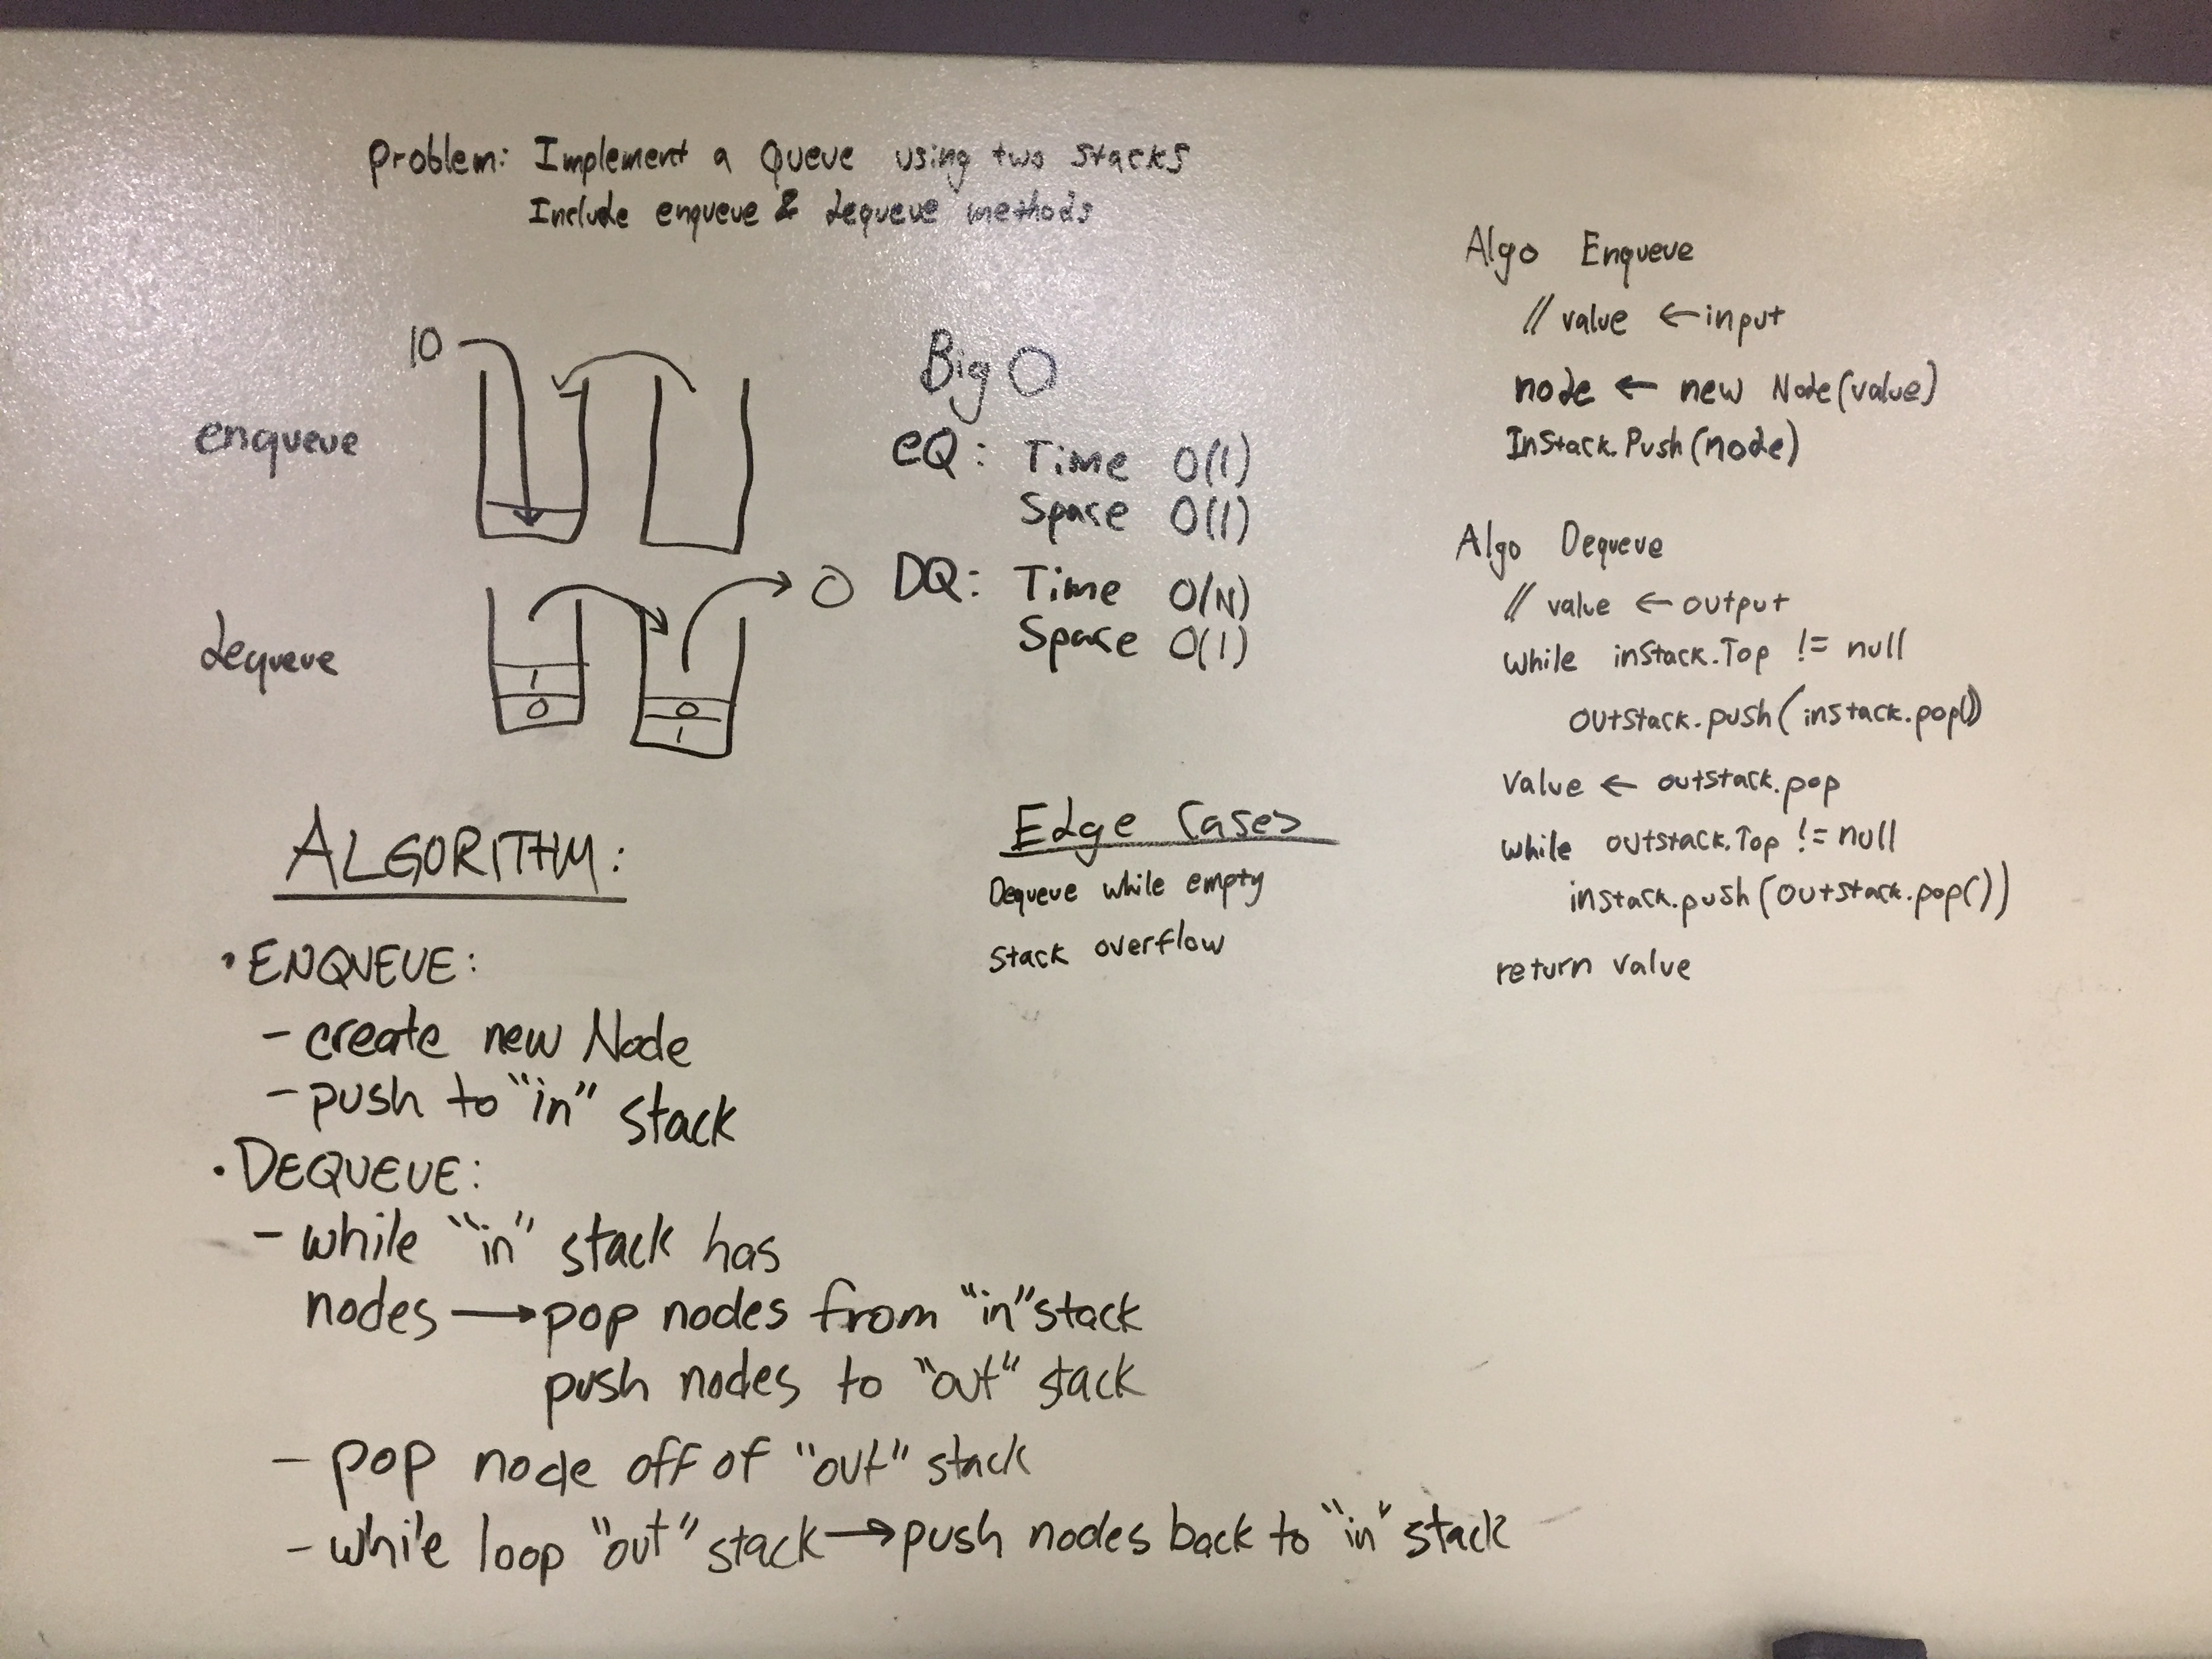 problem: Implement a Queue using two stacks
Include enqueue & dequeue methods
enqueue
10
dequeue
1
0
0
1
0
Big O
eQ: Time O(1)
Space O(1)
DQ: Time O(N)
Space O(1)
ALGORITHM:
• ENQUEUE:
- create new Node
- push to "in" stack
• DEQUEUE:
- while "in" stack has
nodes → pop nodes from "in" stack
push nodes to "out" stack
- pop node off of "out" stack
- while loop "out" stack → push nodes back to "in" stack
Edge Cases
Dequeue while empty
Stack overflow
Algo Enqueue
// value ← input
node ← new Node(value)
InStack.Push(node)
Algo Dequeue
// value ← output
while instack.Top != null
outstack.push(instack.pop())
Value ← outstack.pop
while outstack.Top != null
instack.push(outstack.pop())
return value